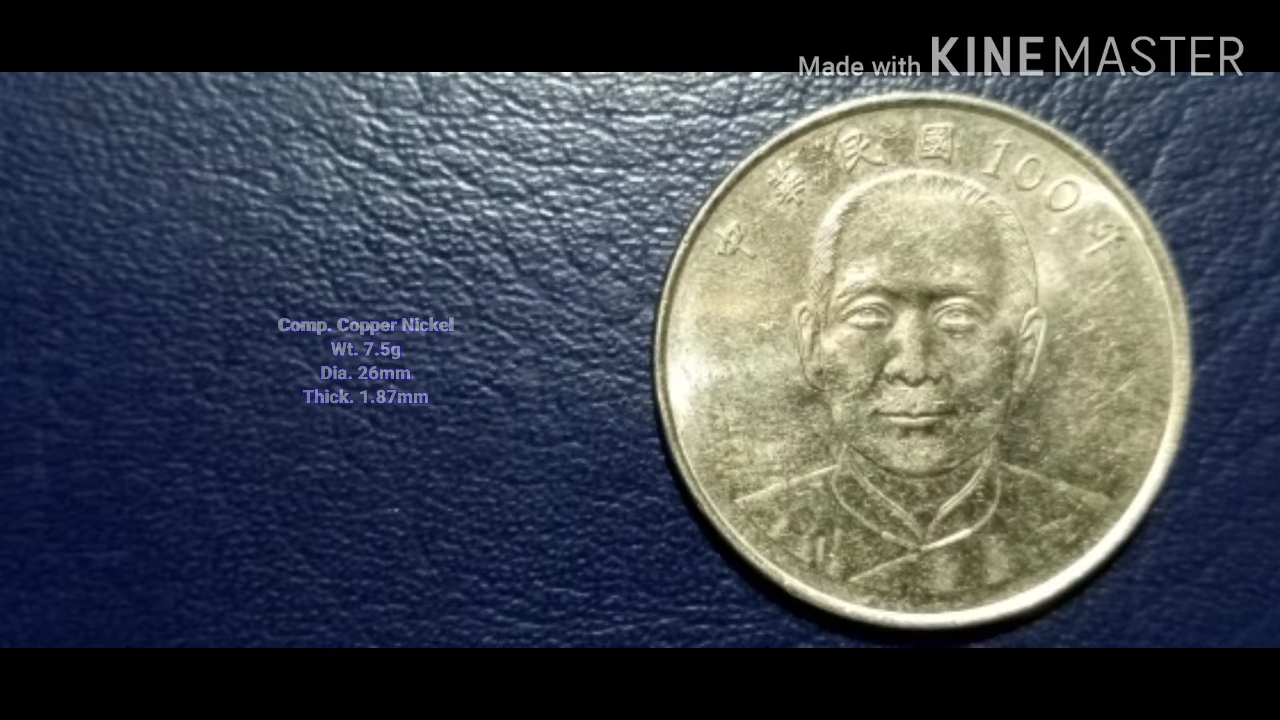 Made with KINEMASTER
中華民國100年
Comp. Copper Nickel
Wt. 7.5g
Dia. 26mm
Thick. 1.87mm